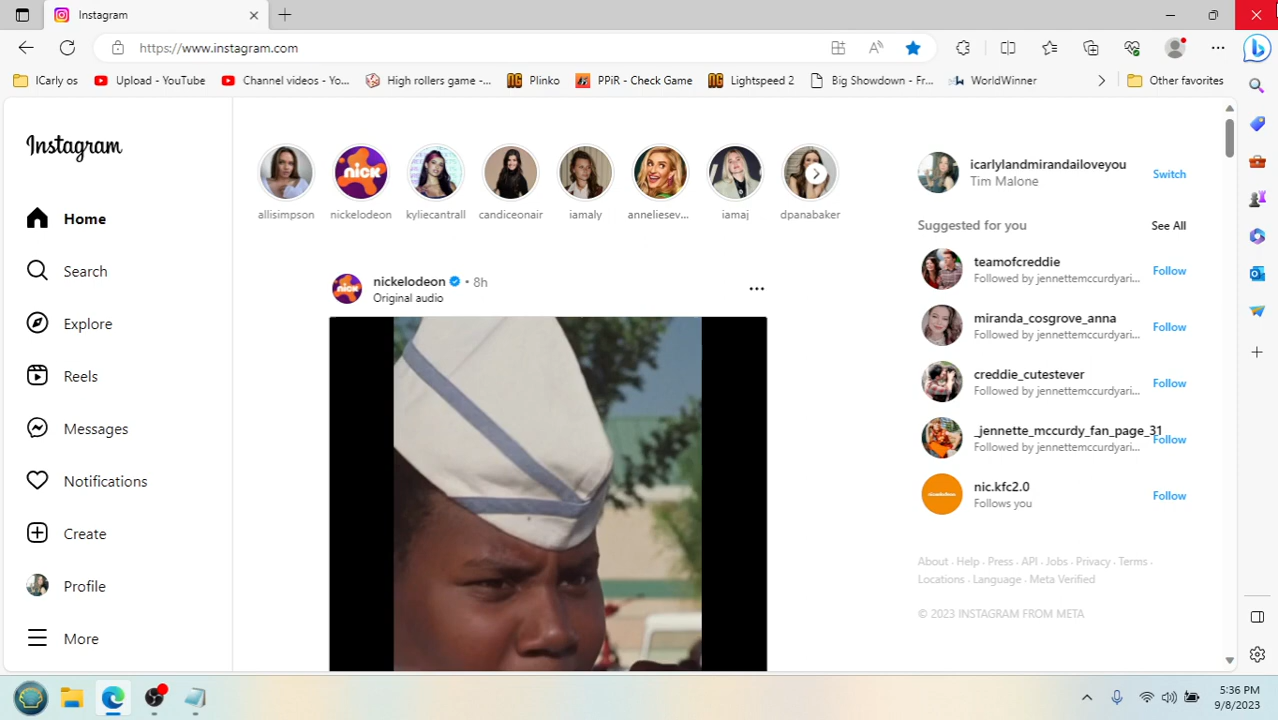 Instagram
https://www.instagram.com
ICarly os
Upload - YouTube
Channel videos - Yo...
High rollers game -...
Plinko
PPiR - Check Game
Lightspeed 2
Big Showdown - Fr...
WorldWinner
Other favorites
Instagram
Home
Search
Explore
Reels
Messages
Notifications
Create
Profile
More
allisimpson
nickelodeon
kyliecantrall
candiceonair
iamaly
anneliesev...
iamaj
dpanabaker
nickelodeon • 8h
Original audio
icarlylandmirandailoveyou
Tim Malone
Switch
Suggested for you
See All
teamofcreddie
Followed by jennettemccurdyari...
Follow
miranda_cosgrove_anna
Followed by jennettemccurdyari...
Follow
creddie_cutestever
Followed by jennettemccurdyari...
Follow
_jennette_mccurdy_fan_page_31
Followed by jennettemccurdyari...
Follow
nic.kfc2.0
Follows you
Follow
About · Help · Press · API · Jobs · Privacy · Terms ·
Locations · Language · Meta Verified
© 2023 INSTAGRAM FROM META
5:36 PM
9/8/2023